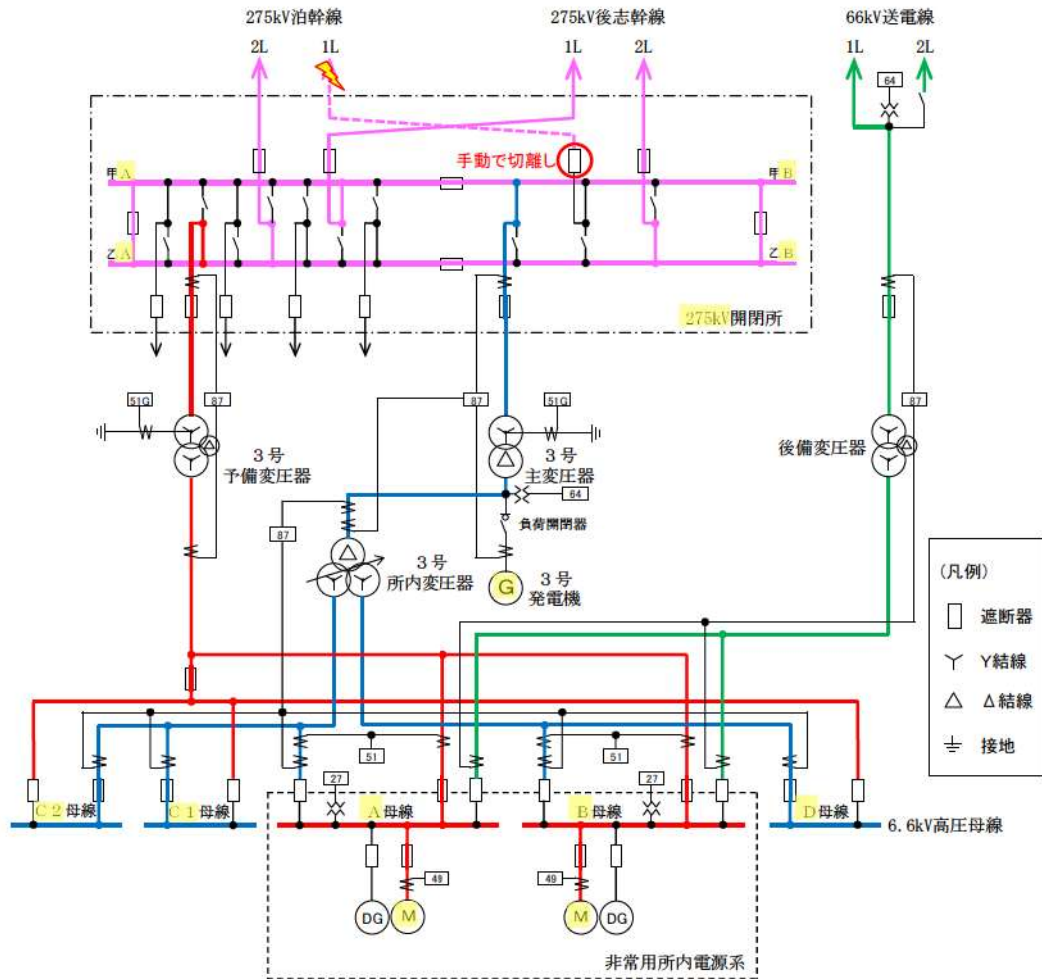 275kV泊幹線 275kV後志幹線 66kV送電線
2L 1L 1L 2L 1L 2L
64
手動で切離し
甲A 甲B
乙A 乙B
275kV開閉所
51G 87 87 51G 87
3号
予備変圧器
3号
主変圧器
後備変圧器
64
87
負荷開閉器
3号
所内変圧器
G
3号
発電機
(凡例)
遮断器
Y結線
Δ結線
接地
51 51
27 27
C2母線 C1母線 A母線 B母線 D母線
6.6kV高圧母線
49 49
DG M M DG
非常用所内電源系